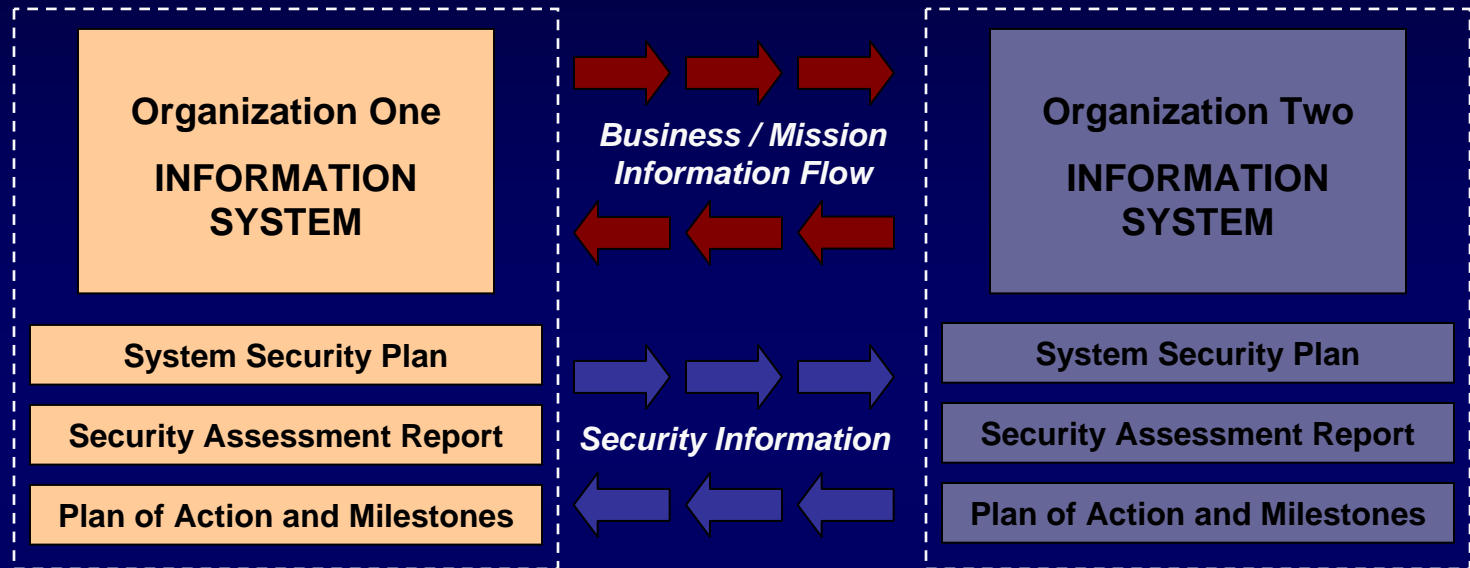 Organization One
INFORMATION
SYSTEM
System Security Plan
Security Assessment Report
Plan of Action and Milestones
Business / Mission
Information Flow
Security Information
Organization Two
INFORMATION
SYSTEM
System Security Plan
Security Assessment Report
Plan of Action and Milestones